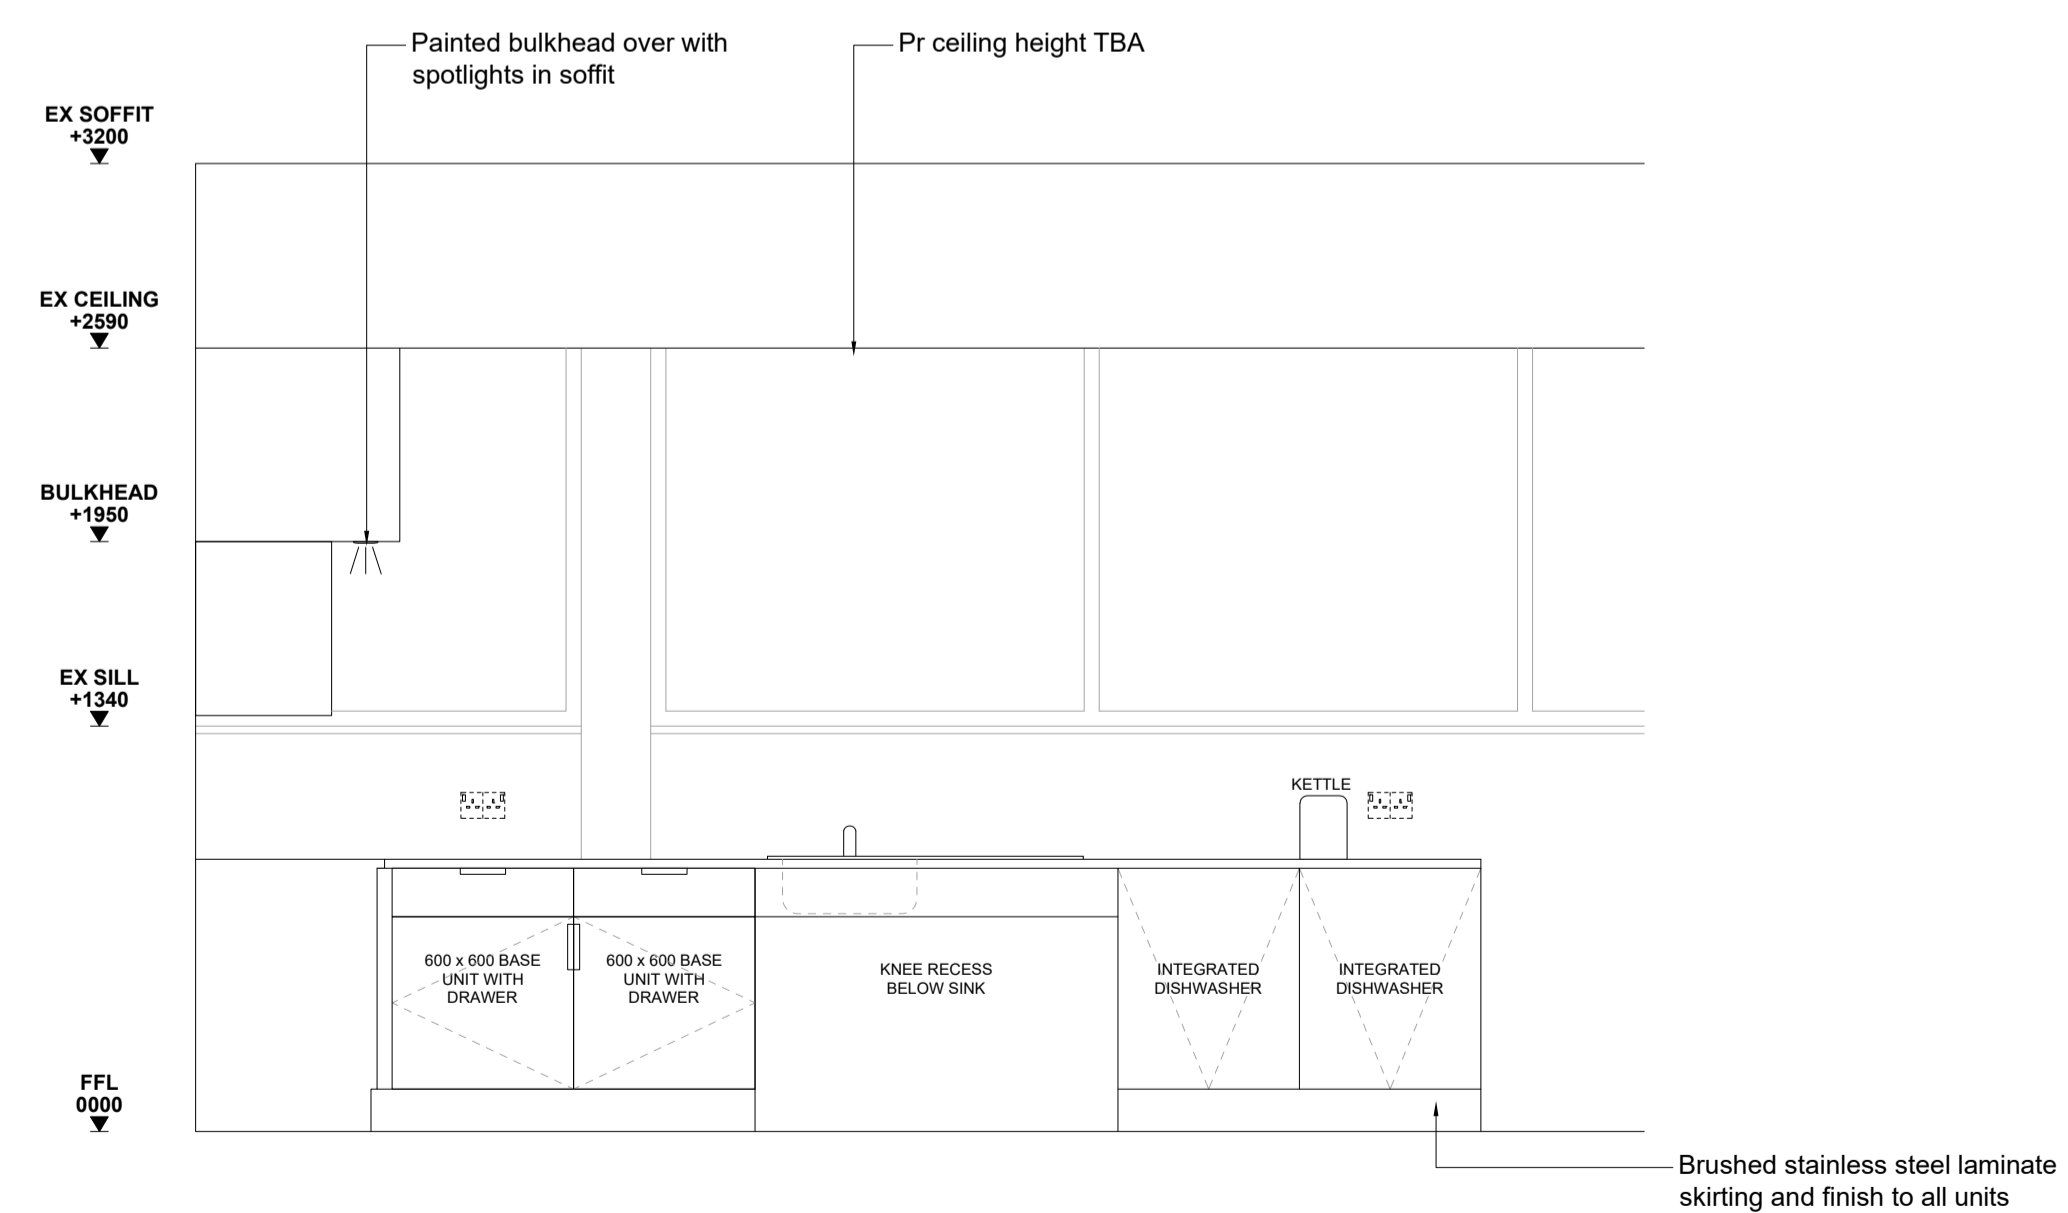 Painted bulkhead over with
spotlights in soffit
Pr ceiling height TBA
EX SOFFIT
+3200
EX CEILING
+2590
BULKHEAD
+1950
EX SILL
+1340
KETTLE
600 x 600 BASE
UNIT WITH
DRAWER
600 x 600 BASE
UNIT WITH
DRAWER
KNEE RECESS
BELOW SINK
INTEGRATED
DISHWASHER
INTEGRATED
DISHWASHER
FFL
0000
Brushed stainless steel laminate
skirting and finish to all units